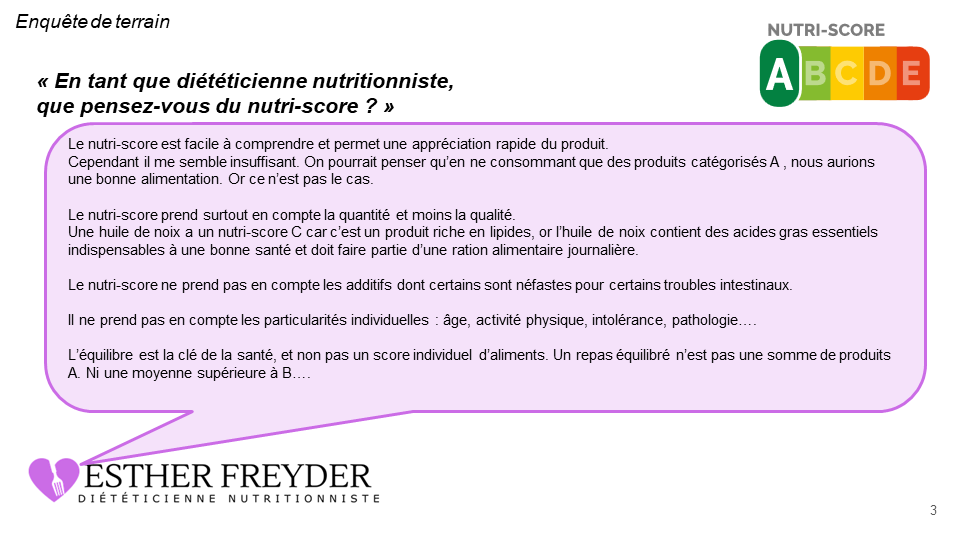 Enquête de terrain
NUTRI-SCORE
A B C D E
« En tant que diététicienne nutritionniste,
que pensez-vous du nutri-score ? »
Le nutri-score est facile à comprendre et permet une appréciation rapide du produit.
Cependant il me semble insuffisant. On pourrait penser qu’en ne consommant que des produits catégorisés A , nous aurions
une bonne alimentation. Or ce n’est pas le cas.
Le nutri-score prend surtout en compte la quantité et moins la qualité.
Une huile de noix a un nutri-score C car c’est un produit riche en lipides, or l’huile de noix contient des acides gras essentiels
indispensables à une bonne santé et doit faire partie d’une ration alimentaire journalière.
Le nutri-score ne prend pas en compte les additifs dont certains sont néfastes pour certains troubles intestinaux.
Il ne prend pas en compte les particularités individuelles : âge, activité physique, intolérance, pathologie….
L’équilibre est la clé de la santé, et non pas un score individuel d’aliments. Un repas équilibré n’est pas une somme de produits
A. Ni une moyenne supérieure à B….
ESTHER FREYDER
DIÉTÉTICIENNE NUTRITIONNISTE
3